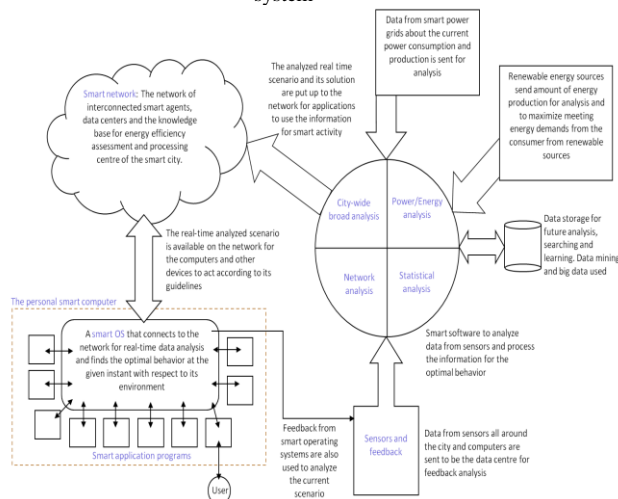 system
Data from smart power
grids about the current
power consumption and
production is sent for
analysis
The analyzed real time
scenario and its solution
are put up to the
network for applications
to use the information
for smart activity
Renewable energy sources
send amount of energy
production for analysis and
to maximize meeting
energy demands from the
consumer from renewable
sources
Smart network: The network of
interconnected smart agents,
data centers and the knowledge
base for energy efficiency
assessment and processing
centre of the smart city.
City-wide
broad analysis
Power/Energy
analysis
Network
analysis
Statistical
analysis
Data storage for
future analysis,
searching and
learning. Data mining
and big data used
The real-time analyzed scenario
is available on the network for
the computers and other
devices to act according to its
guidelines
The personal smart computer
A smart OS that connects to the
network for real-time data analysis
and finds the optimal behavior at the
given instant with respect to its
environment
Smart software to analyze
data from sensors and process
the information for the
optimal behavior
Smart application programs
User
Feedback from
smart operating
systems are also
used to analyze
the current
scenario
Sensors and
feedback
Data from sensors all around
the city and computers are
sent to be the data centre for
feedback analysis